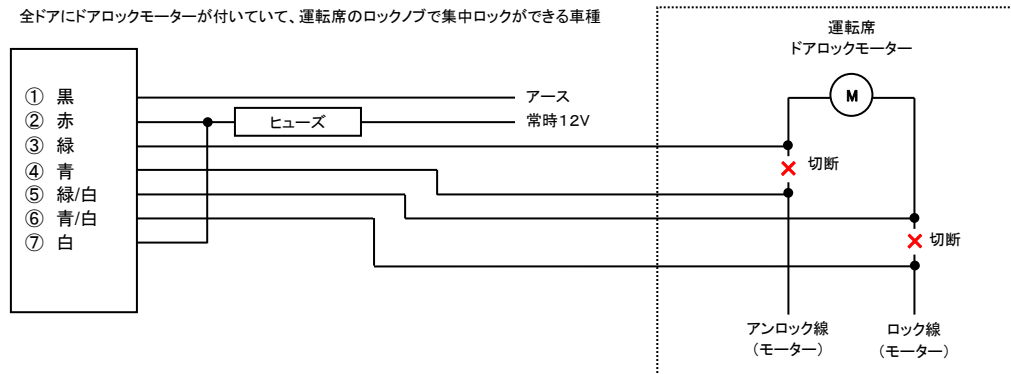 全ドアにドアロックモーターが付いていて、運転席のロックノブで集中ロックができる車種
運転席
ドアロックモーター
M
① 黒
アース
② 赤
ヒューズ
常時12V
③ 緑
④ 青
切断
⑤ 緑/白
⑥ 青/白
⑦ 白
切断
アンロック線
(モーター)
ロック線
(モーター)